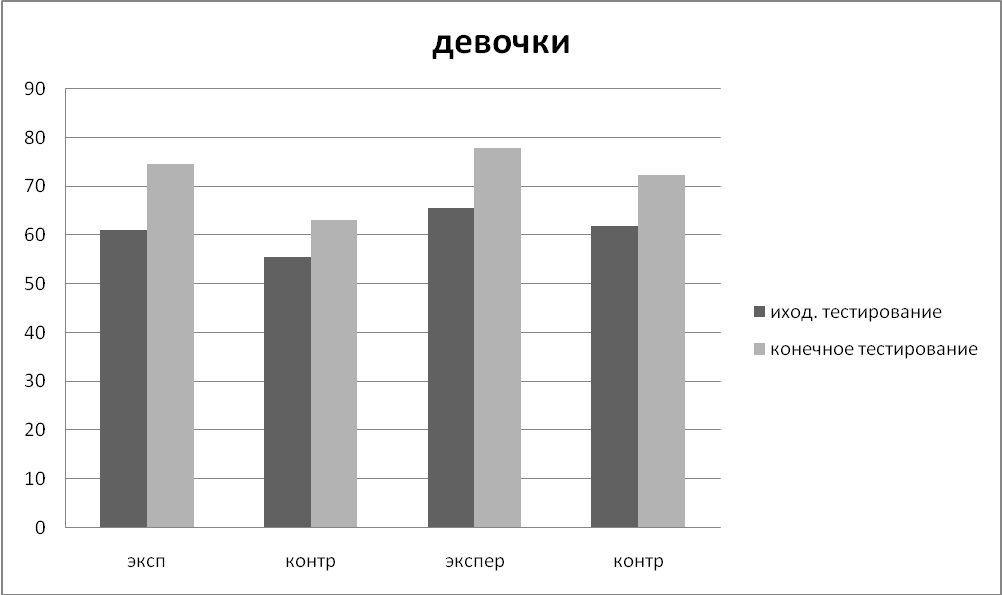 девочки
90
80
70
60
50
40
30
20
10
0
эксп контр экспер контр
иход. тестирование
конечное тестирование